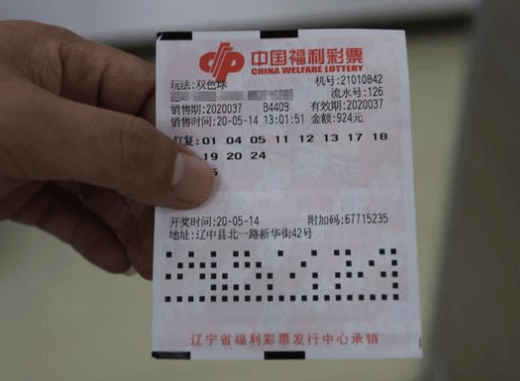 中国福利彩票
CHINA WELFARE LOTTERY
玩法:双色球 机号:21010842
流水号:126
销售期:2020037 B4409 有效期:2020037
销售时间:20-05-14 13:01:51 金额:924元
红复:01 04 05 11 12 13 17 18
19 20 24
开奖时间:20-05-14 附加码:67715235
地址:辽中县北一路新华街42号
辽宁省福利彩票发行中心承销